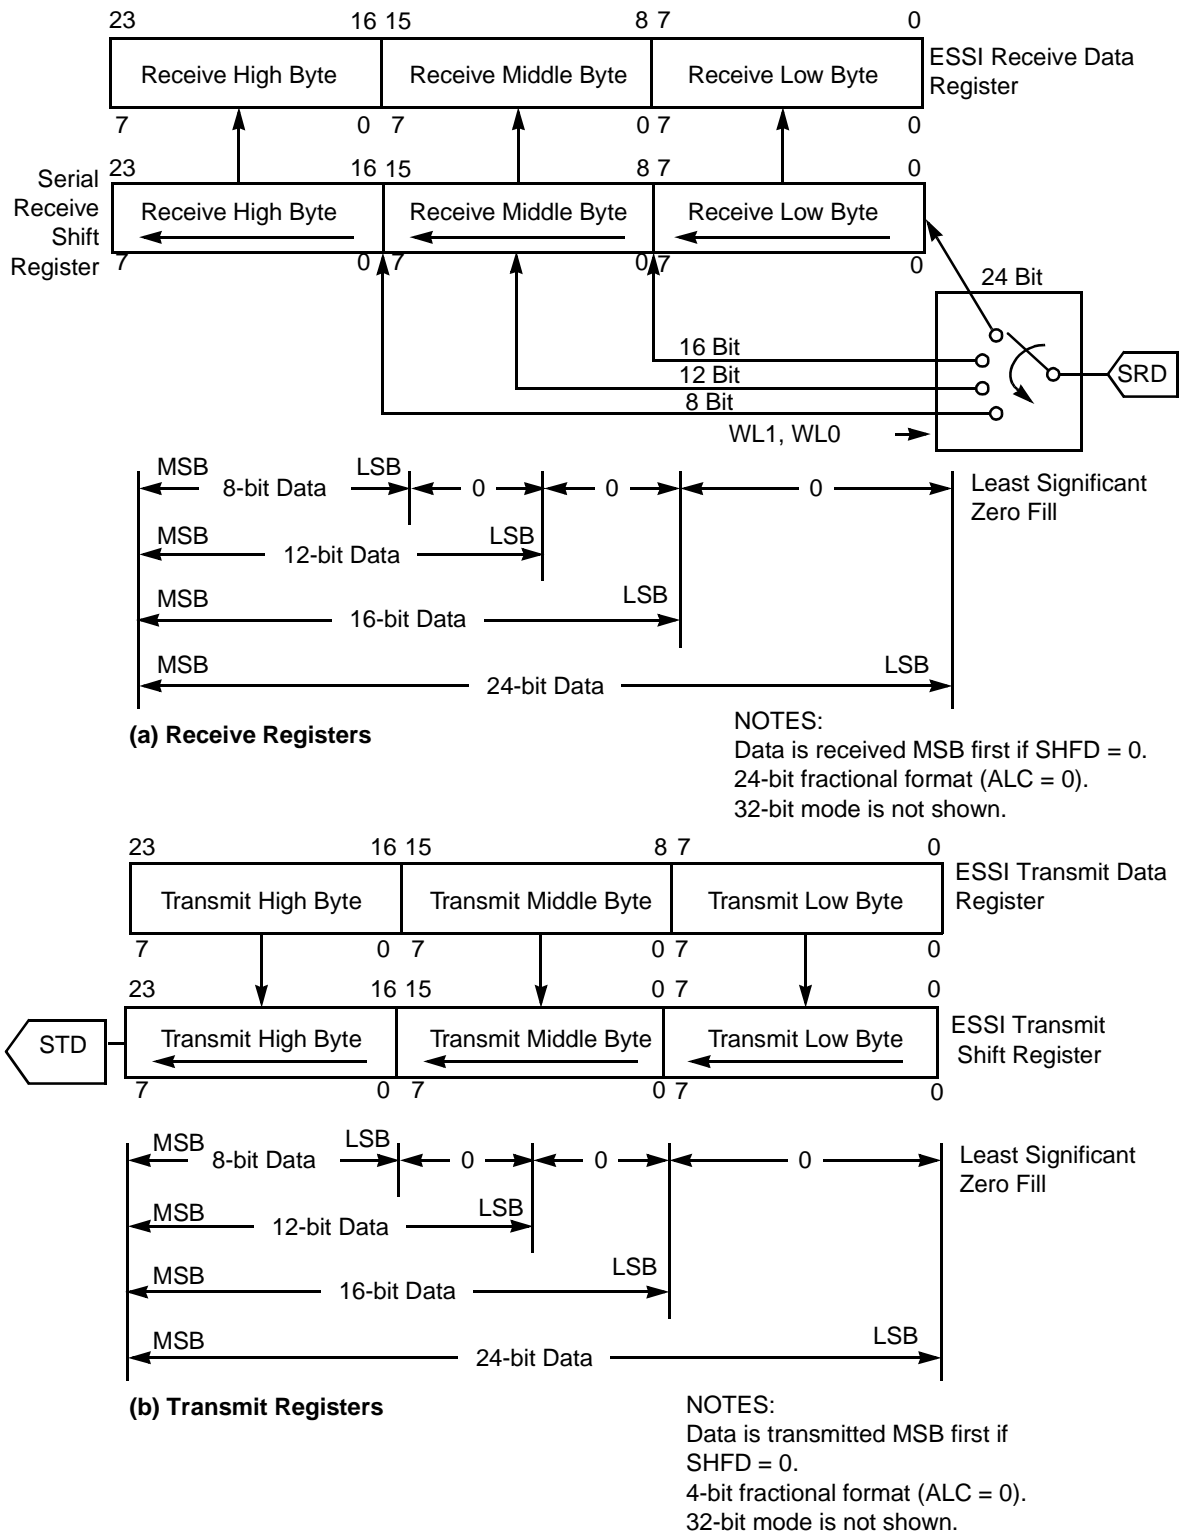 23 16 15 8 7 0
Receive High Byte Receive Middle Byte Receive Low Byte
ESSI Receive Data
Register
7 0 7 0 7 0
23 16 15 8 7 0
Serial
Receive
Shift
Register
Receive High Byte Receive Middle Byte Receive Low Byte
7 0 7 0 7 0
24 Bit
16 Bit
12 Bit
8 Bit
SRD
WL1, WL0
MSB LSB
8-bit Data 0 0 0
Least Significant
Zero Fill
MSB LSB
12-bit Data
MSB LSB
16-bit Data
MSB LSB
24-bit Data
(a) Receive Registers
NOTES:
Data is received MSB first if SHFD = 0.
24-bit fractional format (ALC = 0).
32-bit mode is not shown.
23 16 15 8 7 0
Transmit High Byte Transmit Middle Byte Transmit Low Byte
ESSI Transmit Data
Register
7 0 7 0 7 0
23 16 15 0 7 0
STD
Transmit High Byte Transmit Middle Byte Transmit Low Byte
ESSI Transmit
Shift Register
7 0 7 0 7 0
MSB LSB
8-bit Data 0 0 0
Least Significant
Zero Fill
MSB LSB
12-bit Data
MSB LSB
16-bit Data
MSB LSB
24-bit Data
(b) Transmit Registers
NOTES:
Data is transmitted MSB first if
SHFD = 0.
4-bit fractional format (ALC = 0).
32-bit mode is not shown.